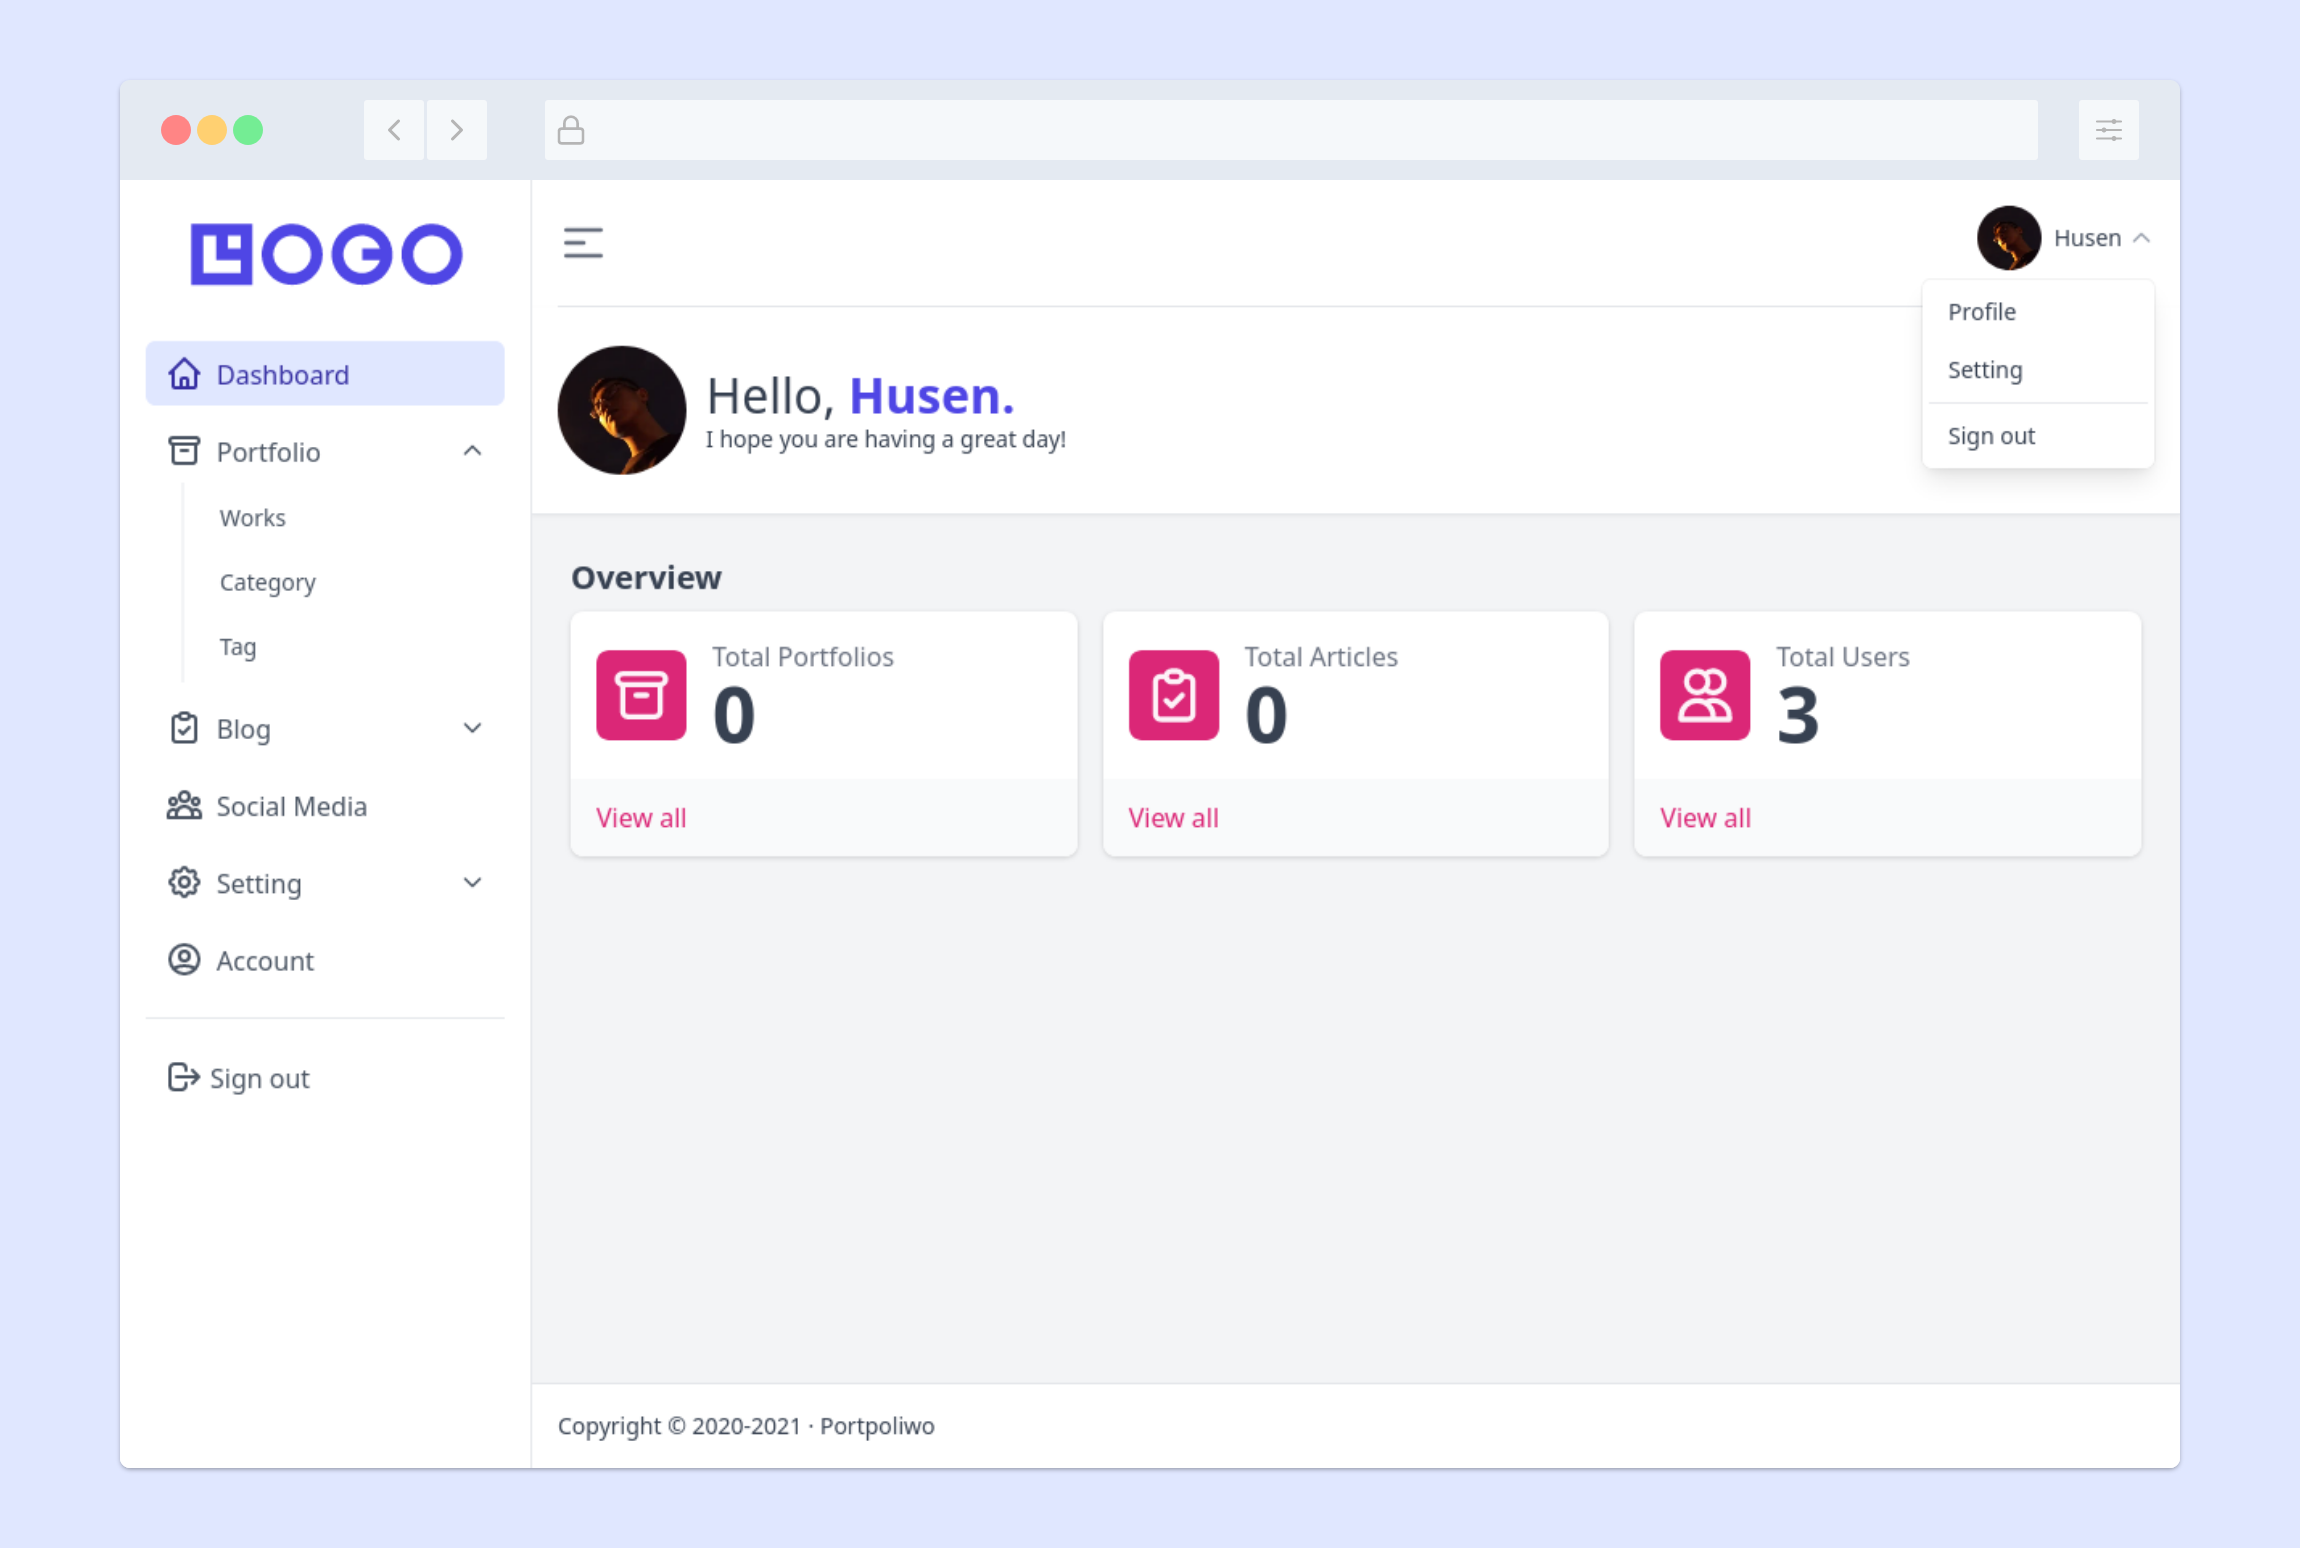 LOGO
Dashboard
Portfolio
Works
Category
Tag
Blog
Social Media
Setting
Account
Sign out
Husen
Profile
Setting
Sign out
Hello, Husen.
I hope you are having a great day!
Overview
Total Portfolios
0
View all
Total Articles
0
View all
Total Users
3
View all
Copyright © 2020-2021 · Portpoliwo